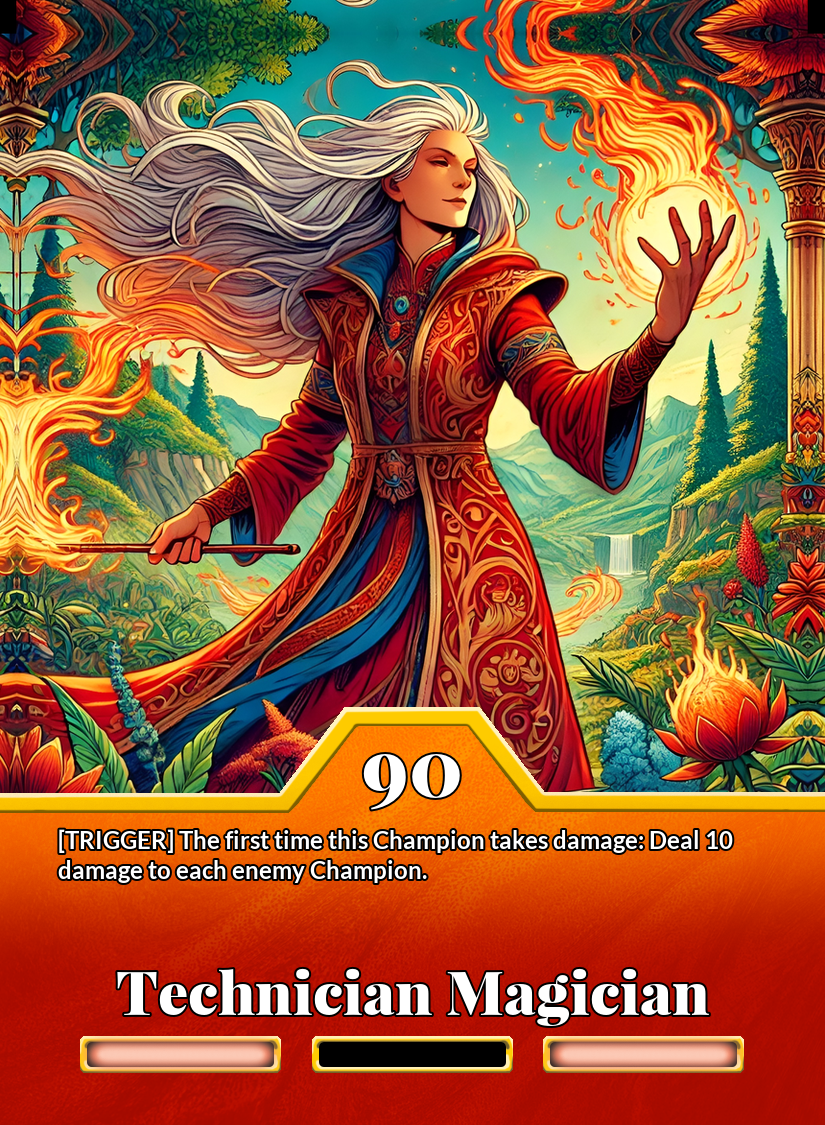 90
[TRIGGER] The first time this Champion takes damage: Deal 10
damage to each enemy Champion.
Technician Magician